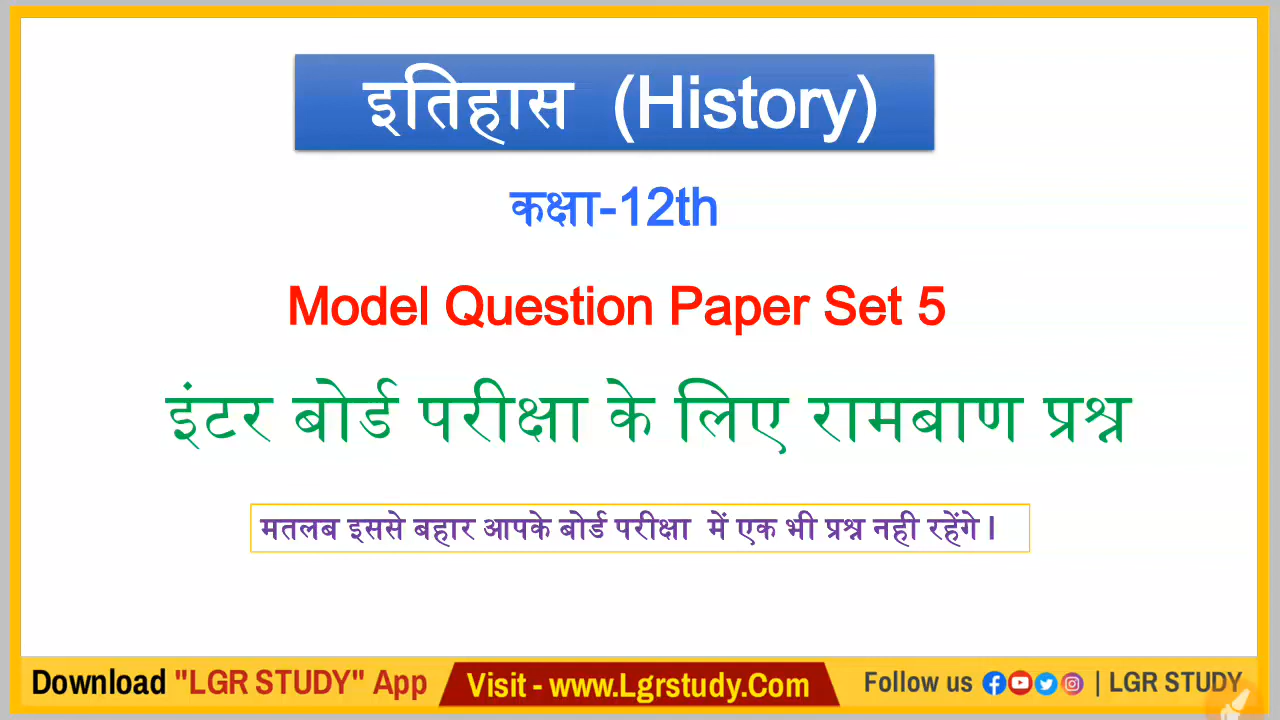 इतिहास (History)
कक्षा-12th
Model Question Paper Set 5
इंटर बोर्ड परीक्षा के लिए रामबाण प्रश्न
मतलब इससे बहार आपके बोर्ड परीक्षा में एक भी प्रश्न नही रहेंगे ।
Download "LGR STUDY" App Visit - www.Lgrstudy.Com Follow us | LGR STUDY